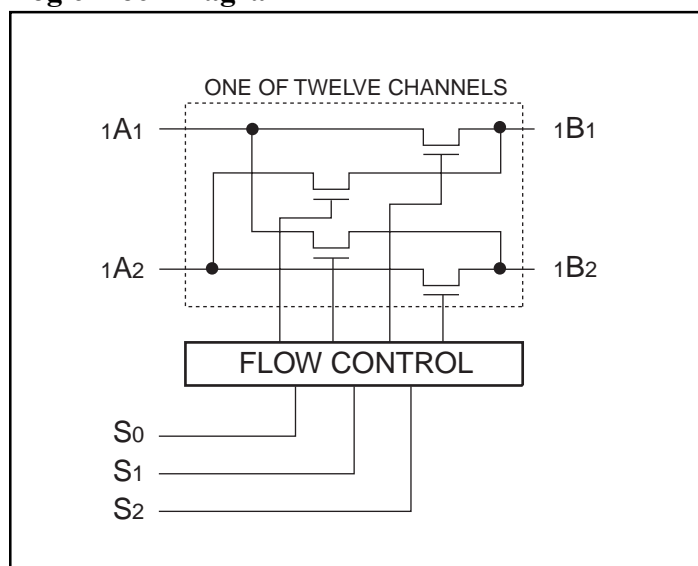 ONE OF TWELVE CHANNELS
1A1
1B1
1A2
1B2
FLOW CONTROL
S0
S1
S2